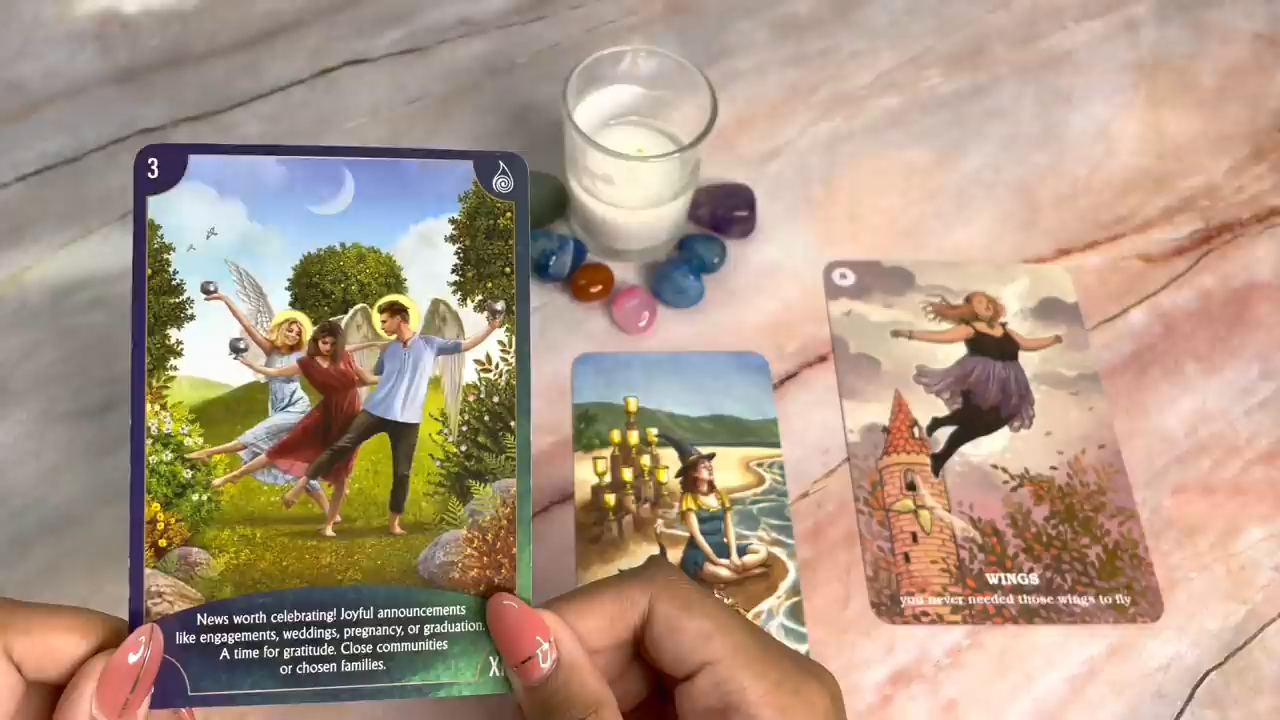 3
News worth celebrating! Joyful announcements
like engagements, weddings, pregnancy, or graduation.
A time for gratitude. Close communities
or chosen families.
WINGS
you never needed those wings to fly